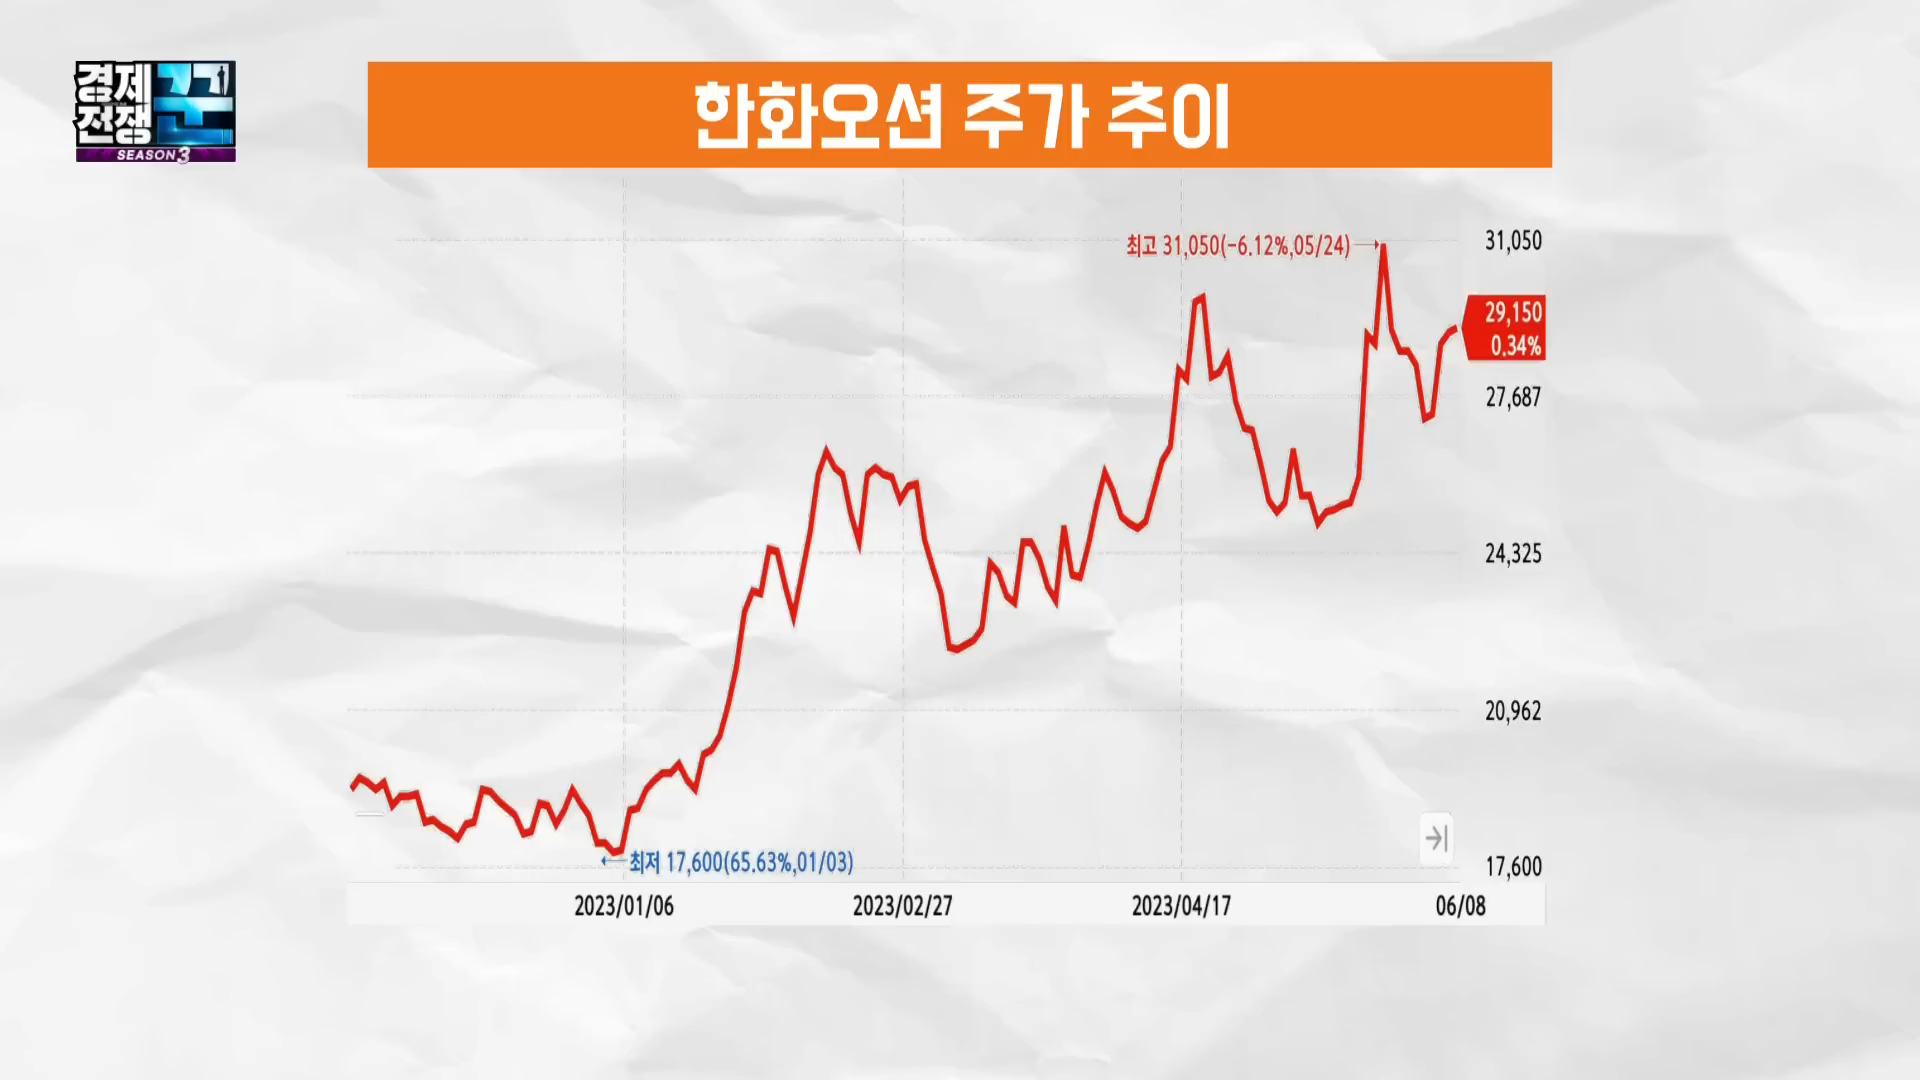 경제
전쟁
꾼
SEASON3
한화오션 주가 추이
최고 31,050(-6.12%,05/24)
31,050
29,150
0.34%
27,687
24,325
20,962
최저 17,600(65.63%,01/03)
17,600
2023/01/06
2023/02/27
2023/04/17
06/08